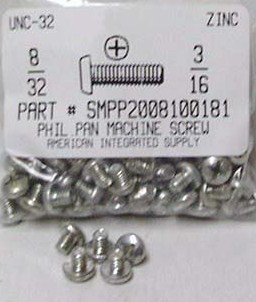 UNC-32 ZINC
8/32 3/16
PART # SMPP2008100181
PHIL PAN MACHINE SCREW
AMERICAN INTEGRATED SUPPLY